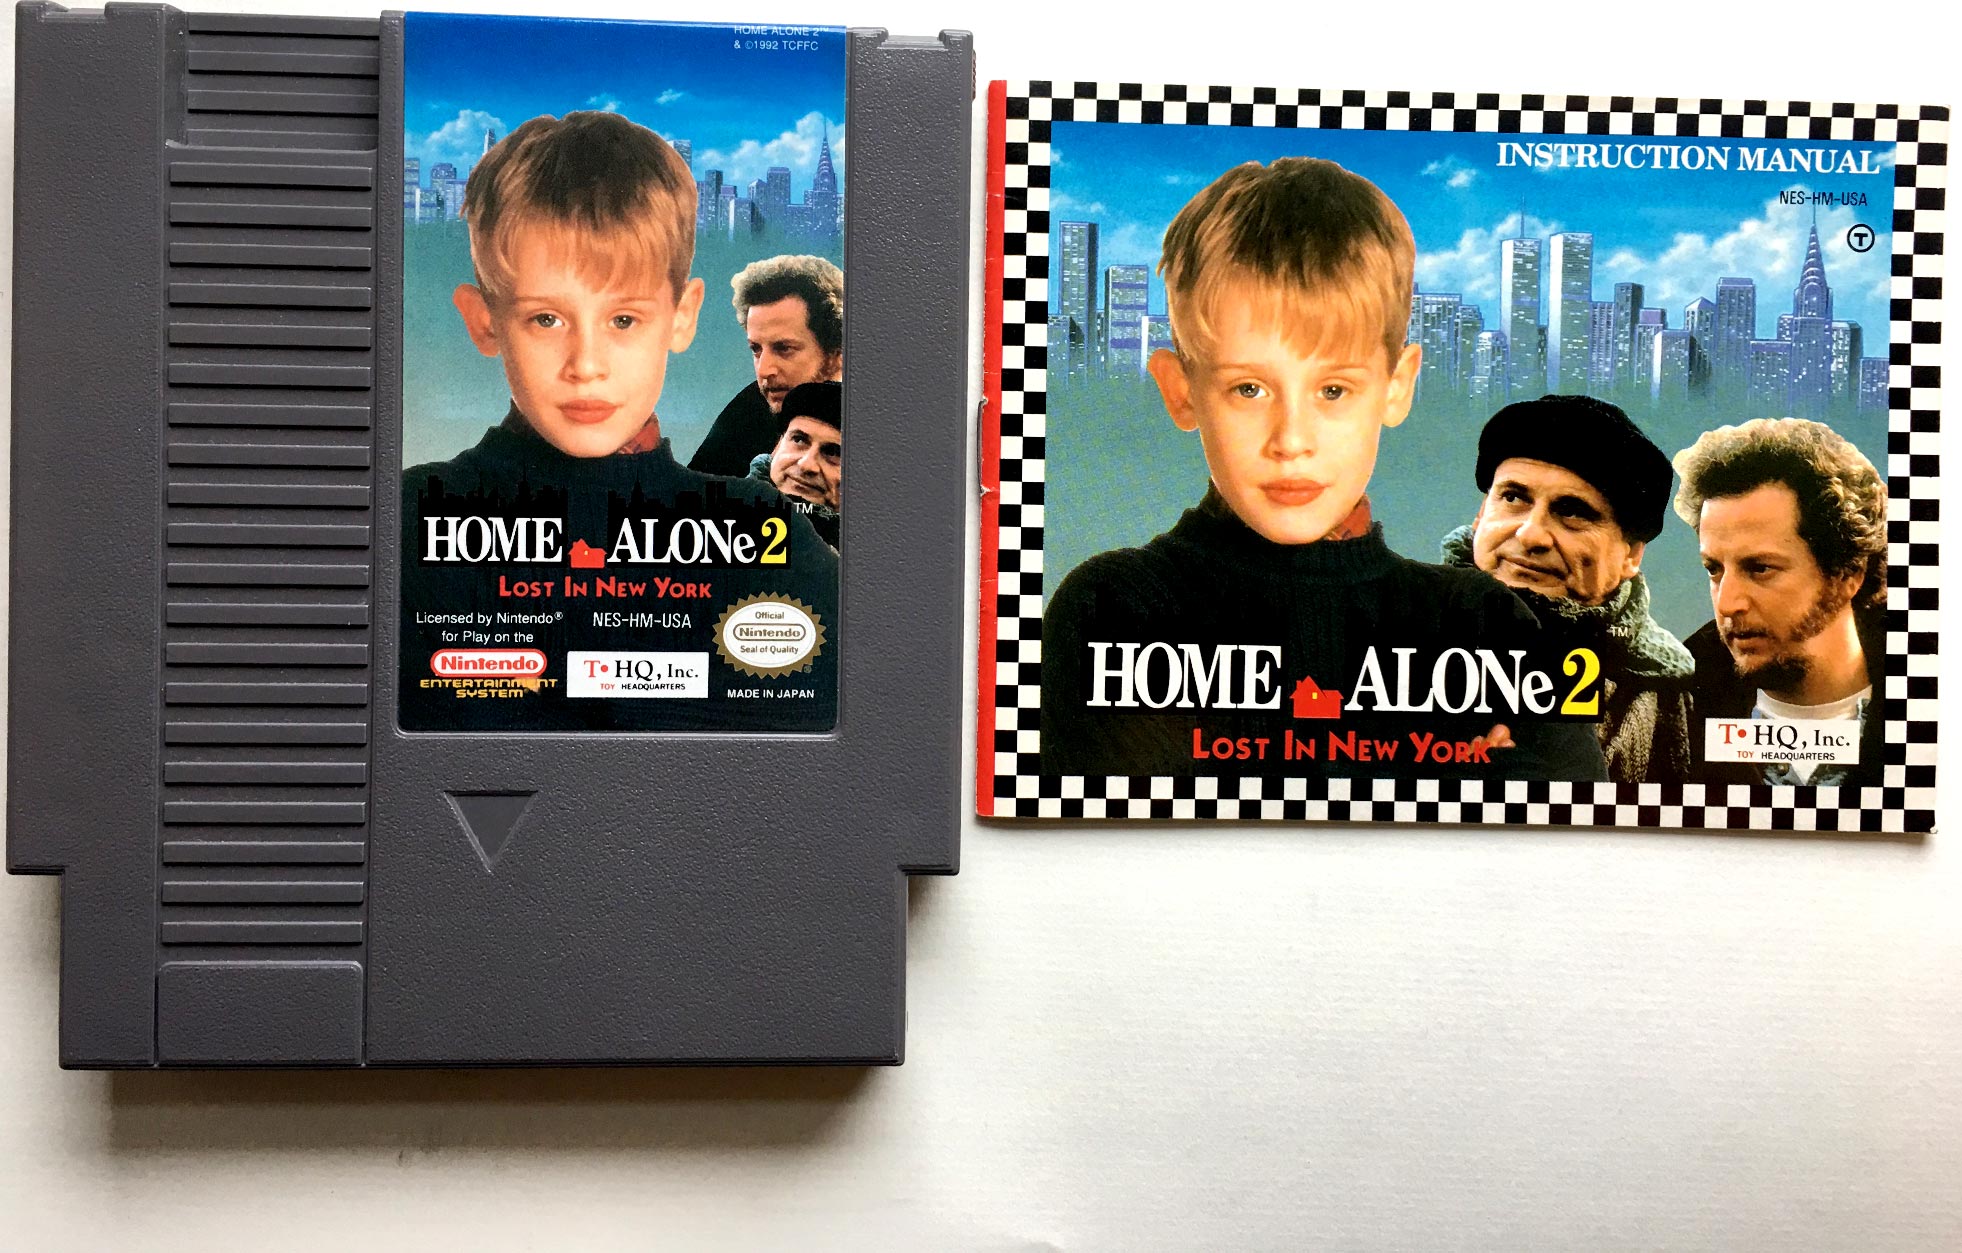 HOME ALONE 2™
& ©1992 TCFFC
HOME ALONe 2 ™
LOST IN NEW YORK
Licensed by Nintendo®
for Play on the
Nintendo
ENTERTAINMENT
SYSTEM
NES-HM-USA
T•HQ, Inc.
TOY HEADQUARTERS
Official
Nintendo
Seal of Quality
MADE IN JAPAN
INSTRUCTION MANUAL
NES-HM-USA
T
HOME ALONe 2 ™
LOST IN NEW YORK
T•HQ, Inc.
TOY HEADQUARTERS